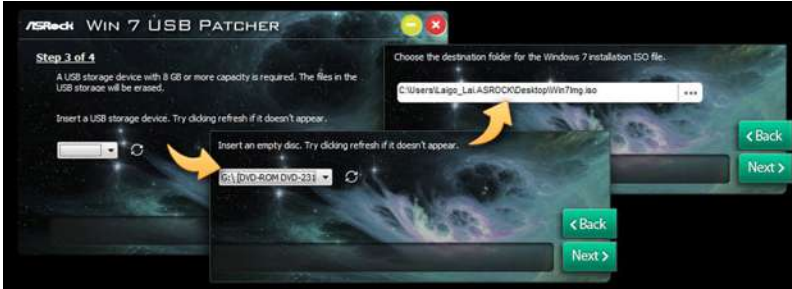 ASRock WIN 7 USB PATCHER
Step 3 of 4
A USB storage device with 8 GB or more capacity is required. The files in the
USB storage will be erased.
Insert a USB storage device. Try clicking refresh if it doesn't appear.
Insert an empty disc. Try clicking refresh if it doesn't appear.
G:\ [DVD-ROM DVD-231
< Back
Next >
Choose the destination folder for the Windows 7 installation ISO file.
C:\Users\Laigo_Lai.ASROCK\Desktop\Win7Img.iso
...
< Back
Next >